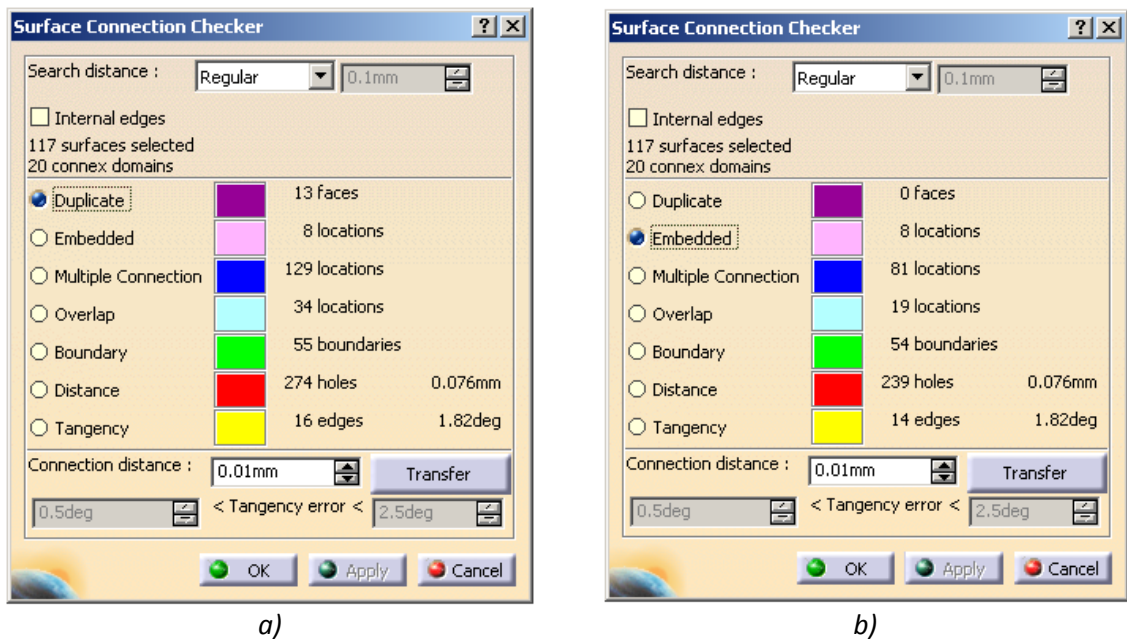 Surface Connection Checker
Search distance : Regular 0.1mm
Internal edges
117 surfaces selected
20 connex domains
Duplicate 13 faces
Embedded 8 locations
Multiple Connection 129 locations
Overlap 34 locations
Boundary 55 boundaries
Distance 274 holes 0.076mm
Tangency 16 edges 1.82deg
Connection distance : 0.01mm Transfer
0.5deg < Tangency error < 2.5deg
OK Apply Cancel
a)
Surface Connection Checker
Search distance : Regular 0.1mm
Internal edges
117 surfaces selected
20 connex domains
Duplicate 0 faces
Embedded 8 locations
Multiple Connection 81 locations
Overlap 19 locations
Boundary 54 boundaries
Distance 239 holes 0.076mm
Tangency 14 edges 1.82deg
Connection distance : 0.01mm Transfer
0.5deg < Tangency error < 2.5deg
OK Apply Cancel
b)